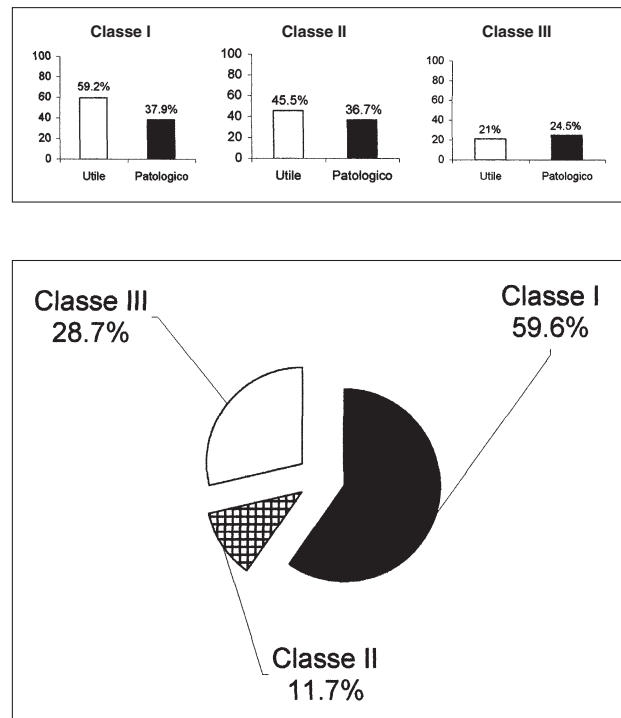 Classe I
100
80
60
40
20
0
59.2%
37.9%
Utile
Patologico
Classe II
100
80
60
40
20
0
45.5%
36.7%
Utile
Patologico
Classe III
100
80
60
40
20
0
21%
24.5%
Utile
Patologico
Classe III
28.7%
Classe I
59.6%
Classe II
11.7%